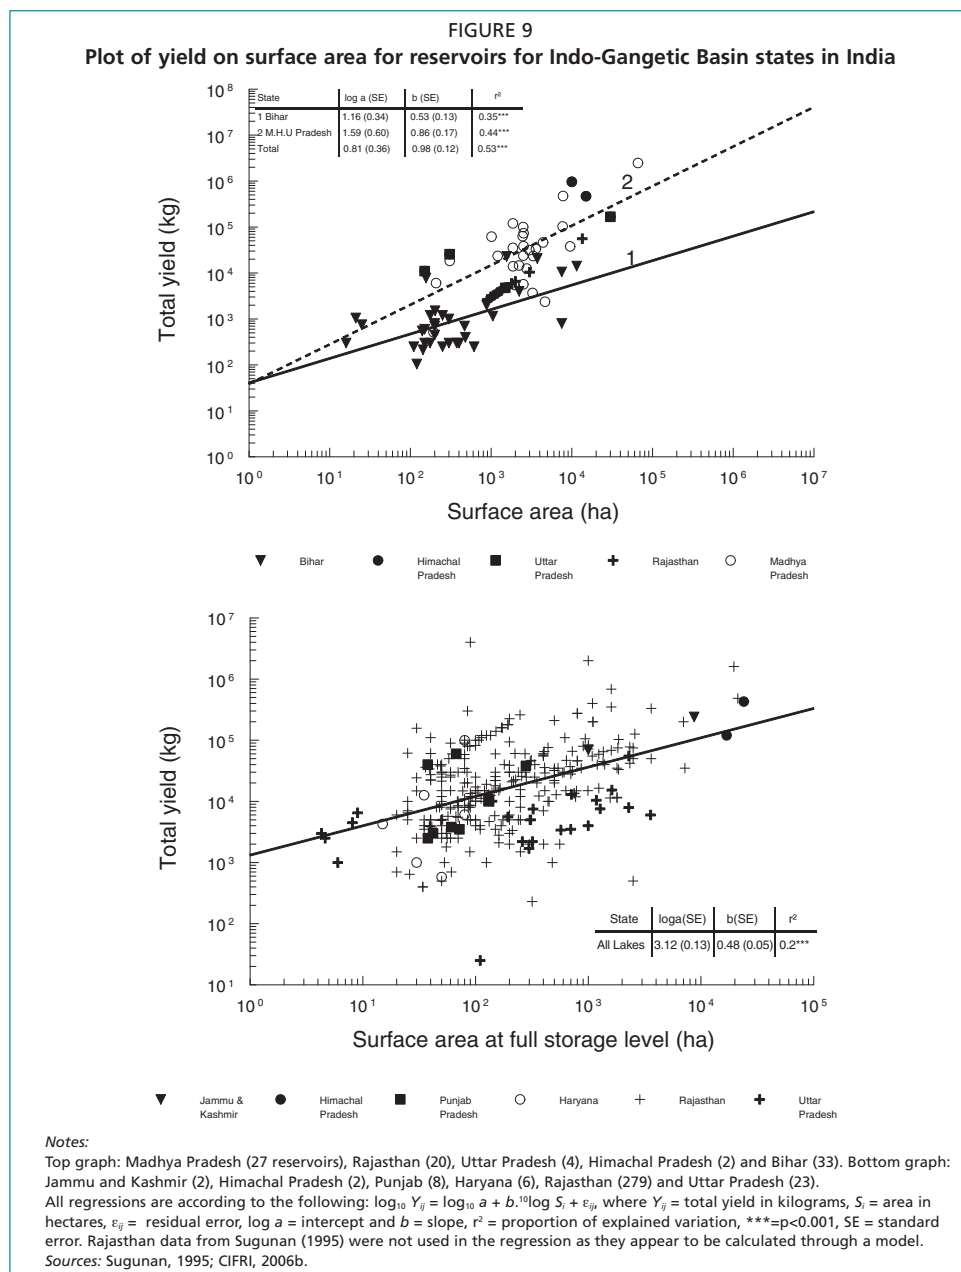 FIGURE 9
Plot of yield on surface area for reservoirs for Indo-Gangetic Basin states in India
10⁸
10⁷
10⁶
10⁵
10⁴
10³
10²
10¹
10⁰
Total yield (kg)
State log a (SE) b (SE) r²
1 Bihar 1.16 (0.34) 0.53 (0.13) 0.35***
2 M.H.U Pradesh 1.59 (0.60) 0.86 (0.17) 0.44***
Total 0.81 (0.36) 0.98 (0.12) 0.53***
2
1
10⁰ 10¹ 10² 10³ 10⁴ 10⁵ 10⁶ 10⁷
Surface area (ha)
Bihar Himachal Pradesh Uttar Pradesh Rajasthan Madhya Pradesh
10⁷
10⁶
10⁵
10⁴
10³
10²
10¹
Total yield (kg)
State loga(SE) b(SE) r²
All Lakes 3.12 (0.13) 0.48 (0.05) 0.2***
10⁰ 10¹ 10² 10³ 10⁴ 10⁵
Surface area at full storage level (ha)
Jammu & Kashmir Himachal Pradesh Punjab Pradesh Haryana Rajasthan Uttar Pradesh
Notes:
Top graph: Madhya Pradesh (27 reservoirs), Rajasthan (20), Uttar Pradesh (4), Himachal Pradesh (2) and Bihar (33). Bottom graph:
Jammu and Kashmir (2), Himachal Pradesh (2), Punjab (8), Haryana (6), Rajasthan (279) and Uttar Pradesh (23).
All regressions are according to the following: log₁₀ Yᵢⱼ = log₁₀ a + b.¹⁰log Sᵢ + εᵢⱼ, where Yᵢⱼ = total yield in kilograms, Sᵢ = area in
hectares, εᵢⱼ = residual error, log a = intercept and b = slope, r² = proportion of explained variation, ***=p<0.001, SE = standard
error. Rajasthan data from Sugunan (1995) were not used in the regression as they appear to be calculated through a model.
Sources: Sugunan, 1995; CIFRI, 2006b.